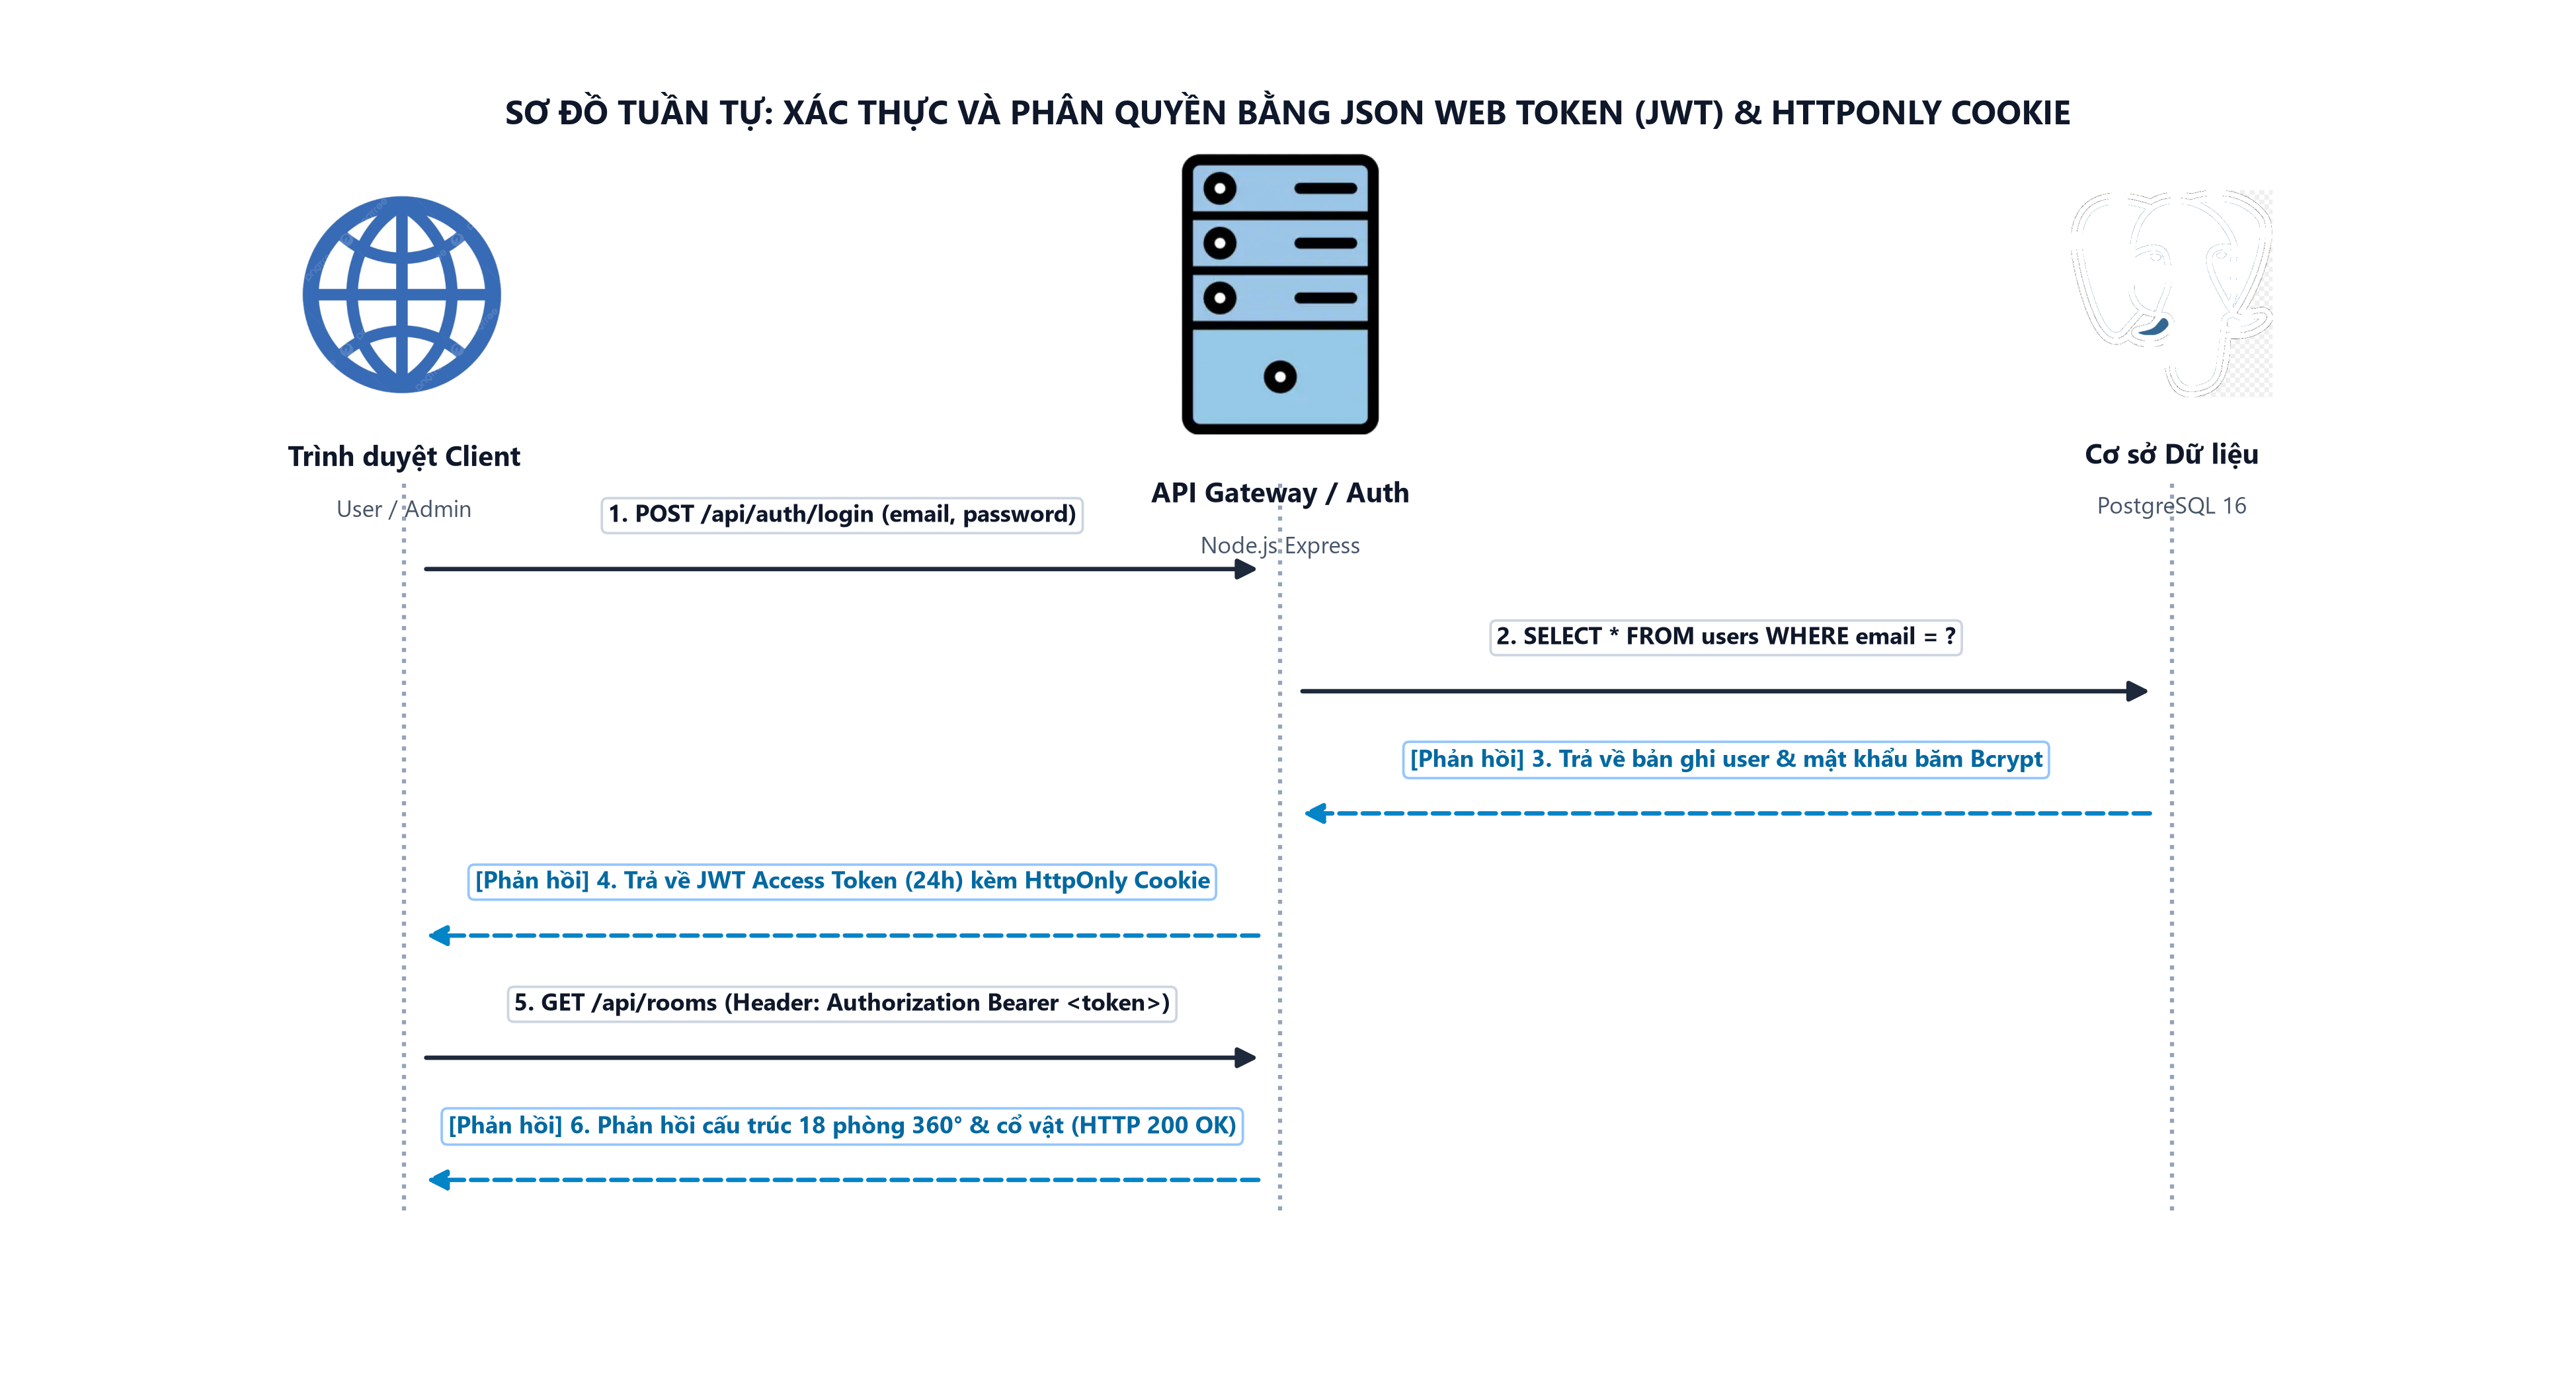 SƠ ĐỒ TUẦN TỰ: XÁC THỰC VÀ PHÂN QUYỀN BẰNG JSON WEB TOKEN (JWT) & HTTPONLY COOKIE
Trình duyệt Client
User / Admin
API Gateway / Auth
Node.js Express
Cơ sở Dữ liệu
PostgreSQL 16
1. POST /api/auth/login (email, password)
2. SELECT * FROM users WHERE email = ?
[Phản hồi] 3. Trả về bản ghi user & mật khẩu băm Bcrypt
[Phản hồi] 4. Trả về JWT Access Token (24h) kèm HttpOnly Cookie
5. GET /api/rooms (Header: Authorization Bearer <token>)
[Phản hồi] 6. Phản hồi cấu trúc 18 phòng 360° & cổ vật (HTTP 200 OK)